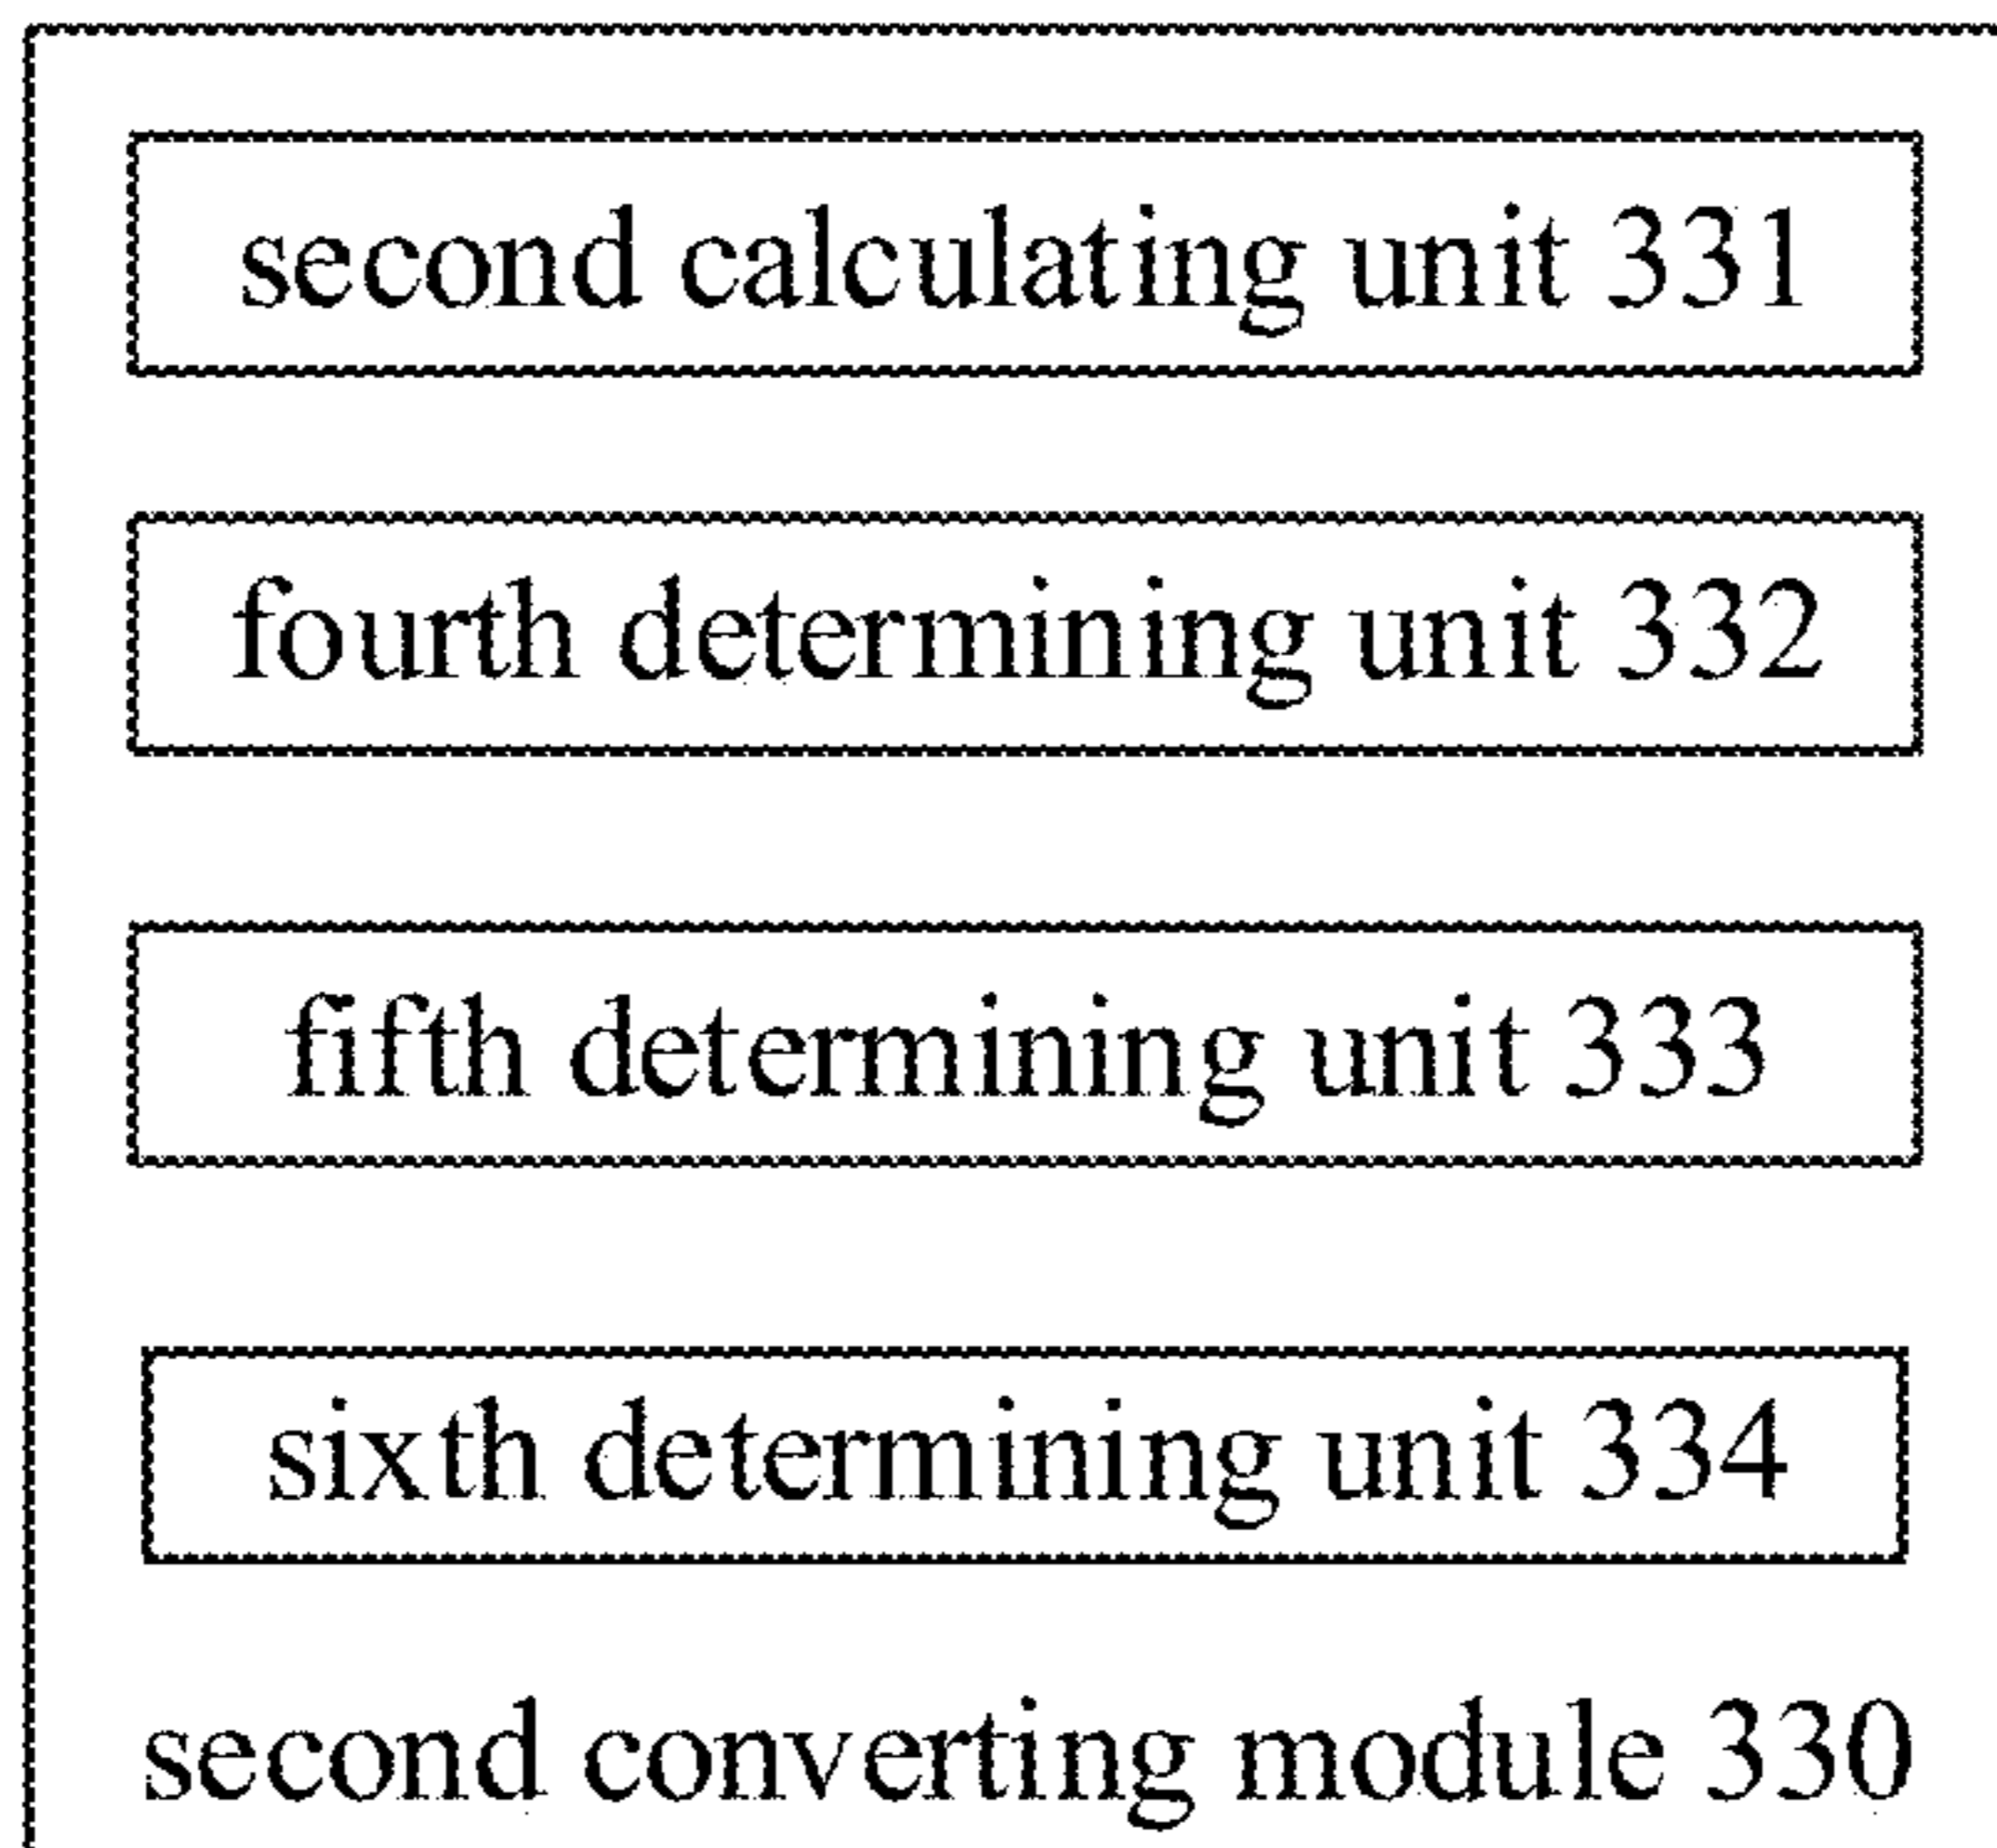 second calculating unit 331
fourth determining unit 332
fifth determining unit 333
sixth determining unit 334
second converting module 330